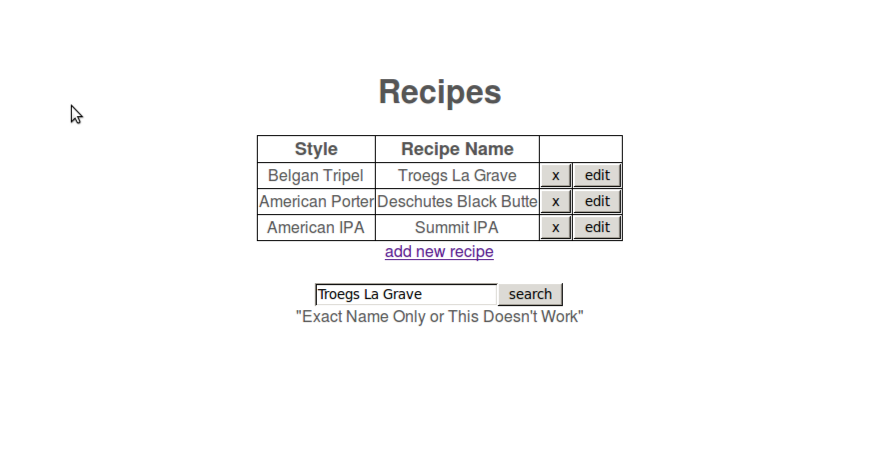 Recipes
Style Recipe Name
Belgan Tripel Troegs La Grave x edit
American Porter Deschutes Black Butte x edit
American IPA Summit IPA x edit
add new recipe
Troegs La Grave search
"Exact Name Only or This Doesn't Work"